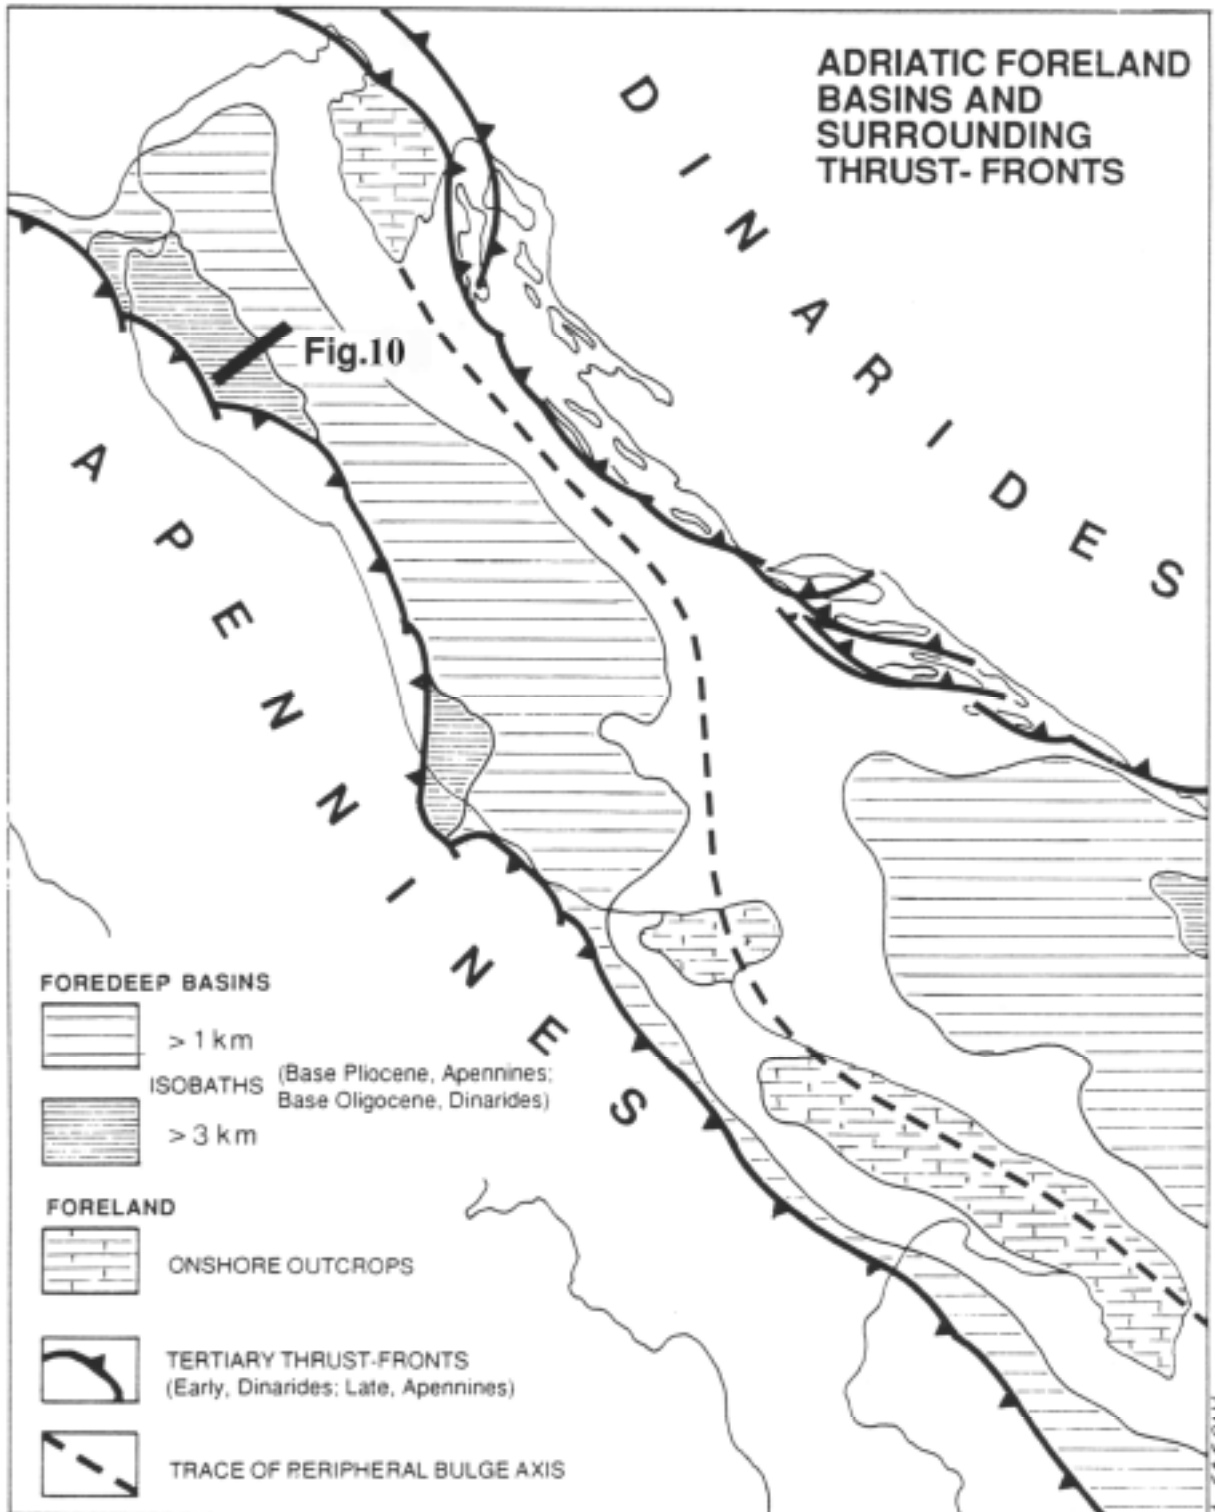 ADRIATIC FORELAND
BASINS AND
SURROUNDING
THRUST- FRONTS
DINARIDES
Fig.10
APENNINES
FOREDEEP BASINS
> 1 km
ISOBATHS (Base Pliocene, Apennines;
Base Oligocene, Dinarides)
> 3 km
FORELAND
ONSHORE OUTCROPS
TERTIARY THRUST-FRONTS
(Early, Dinarides; Late, Apennines)
TRACE OF PERIPHERAL BULGE AXIS